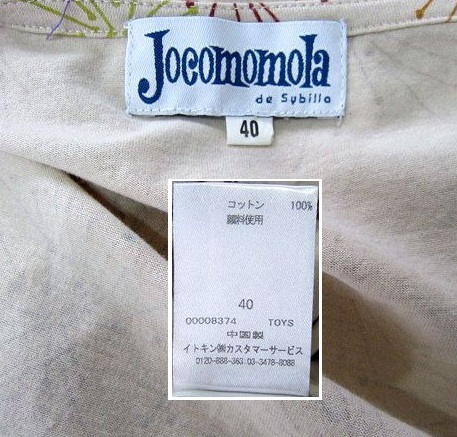 Jocomomola
de Sybilla
40
コットン 100%
顔料使用
40
00008374 TOYS
中国製
イトキン㈱カスタマーサービス
0120-888-363 03-3478-8088